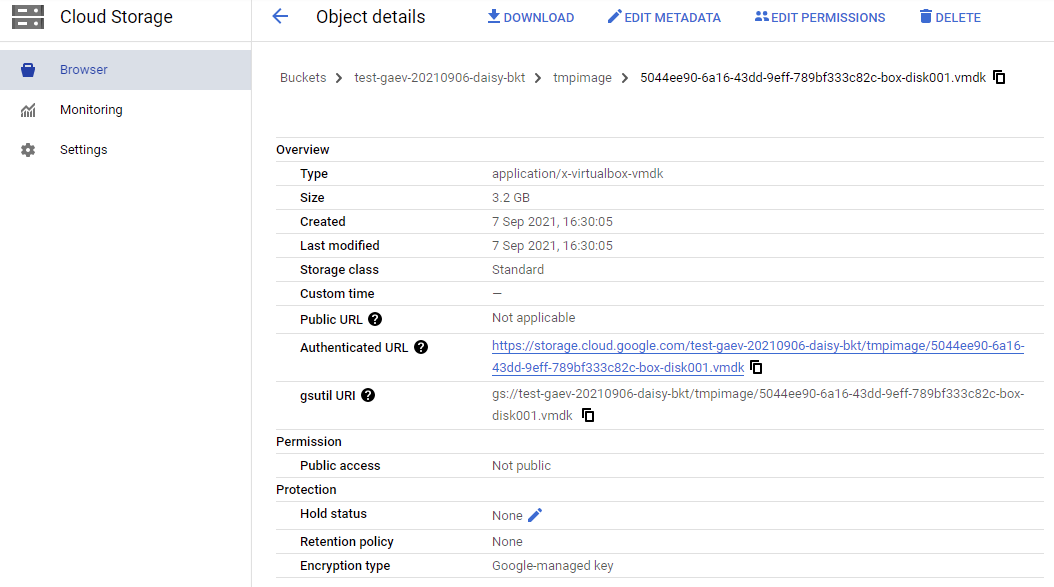 Cloud Storage
Object details
DOWNLOAD
EDIT METADATA
EDIT PERMISSIONS
DELETE
Browser
Monitoring
Settings
Buckets > test-gaev-20210906-daisy-bkt > tmpimage > 5044ee90-6a16-43dd-9eff-789bf333c82c-box-disk001.vmdk
Overview
Type application/x-virtualbox-vmdk
Size 3.2 GB
Created 7 Sep 2021, 16:30:05
Last modified 7 Sep 2021, 16:30:05
Storage class Standard
Custom time —
Public URL ? Not applicable
Authenticated URL ? https://storage.cloud.google.com/test-gaev-20210906-daisy-bkt/tmpimage/5044ee90-6a16-
43dd-9eff-789bf333c82c-box-disk001.vmdk
gsutil URI ? gs://test-gaev-20210906-daisy-bkt/tmpimage/5044ee90-6a16-43dd-9eff-789bf333c82c-box-
disk001.vmdk
Permission
Public access Not public
Protection
Hold status None
Retention policy None
Encryption type Google-managed key